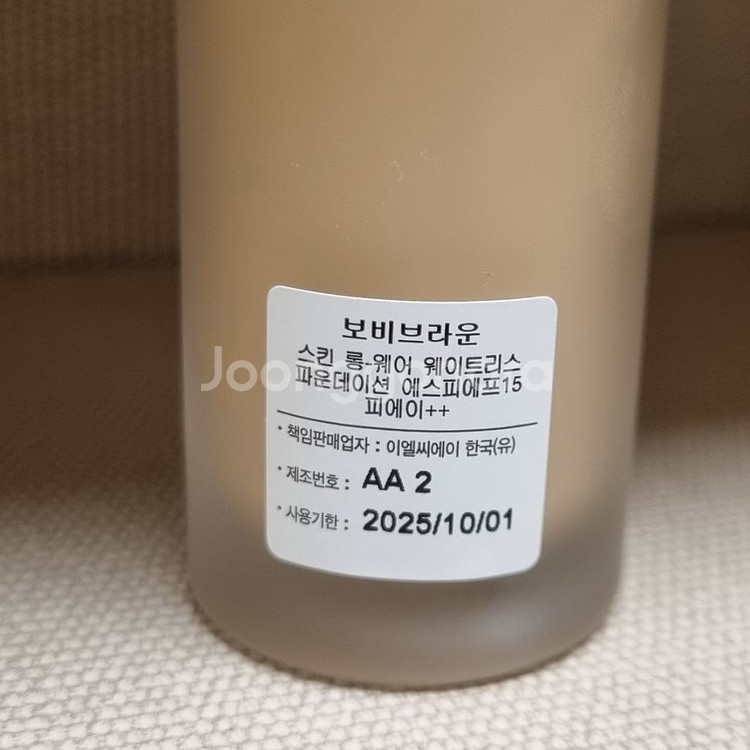 보비브라운
스킨 롱-웨어 웨이트리스
파운데이션 에스피에프15
피에이++
· 책임판매업자 : 이엘씨에이 한국(유)
· 제조번호 : AA 2
· 사용기한 : 2025/10/01